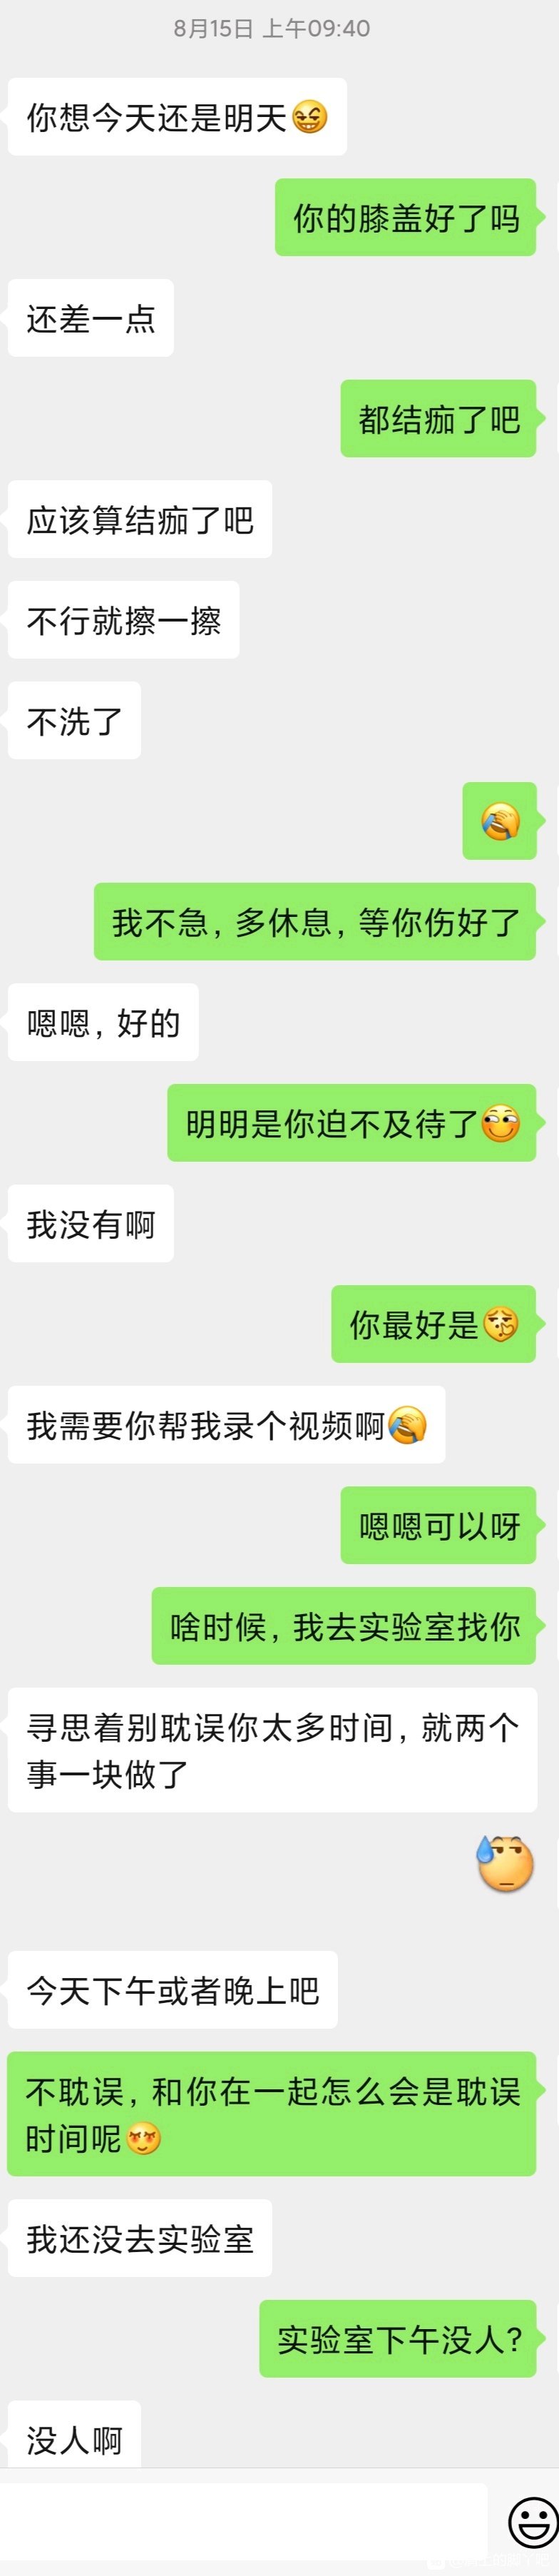 8月15日 上午09:40
你想今天还是明天
你的膝盖好了吗
还差一点
都结痂了吧
应该算结痂了吧
不行就擦一擦
不洗了
我不急，多休息，等你伤好了
嗯嗯，好的
明明是你迫不及待了
我没有啊
你最好是
我需要你帮我录个视频啊
嗯嗯可以呀
啥时候，我去实验室找你
寻思着别耽误你太多时间，就两个
事一块做了
今天下午或者晚上吧
不耽误，和你在一起怎么会是耽误
时间呢
我还没去实验室
实验室下午没人？
没人啊